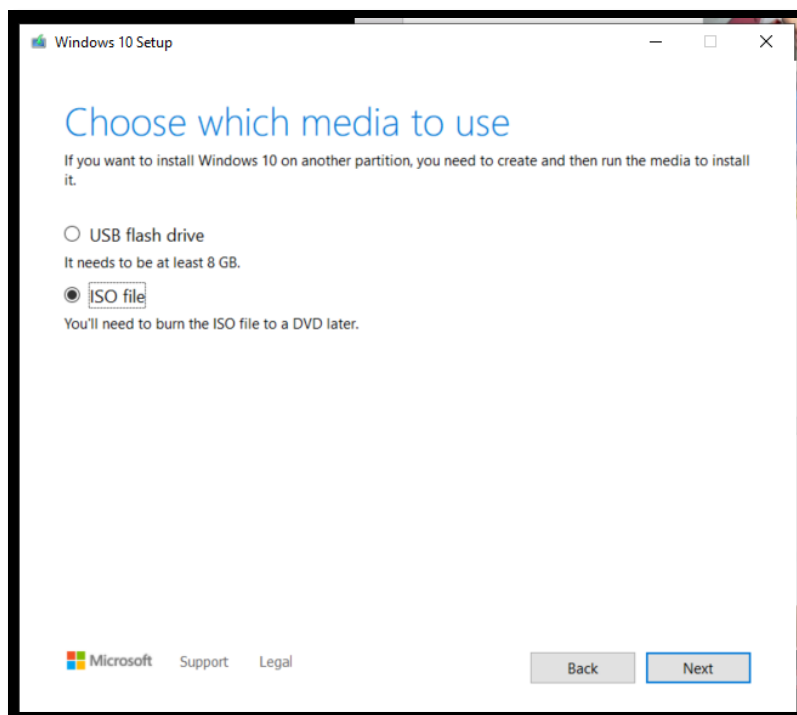 Windows 10 Setup
Choose which media to use
If you want to install Windows 10 on another partition, you need to create and then run the media to install
it.
USB flash drive
It needs to be at least 8 GB.
ISO file
You'll need to burn the ISO file to a DVD later.
Microsoft Support Legal Back Next